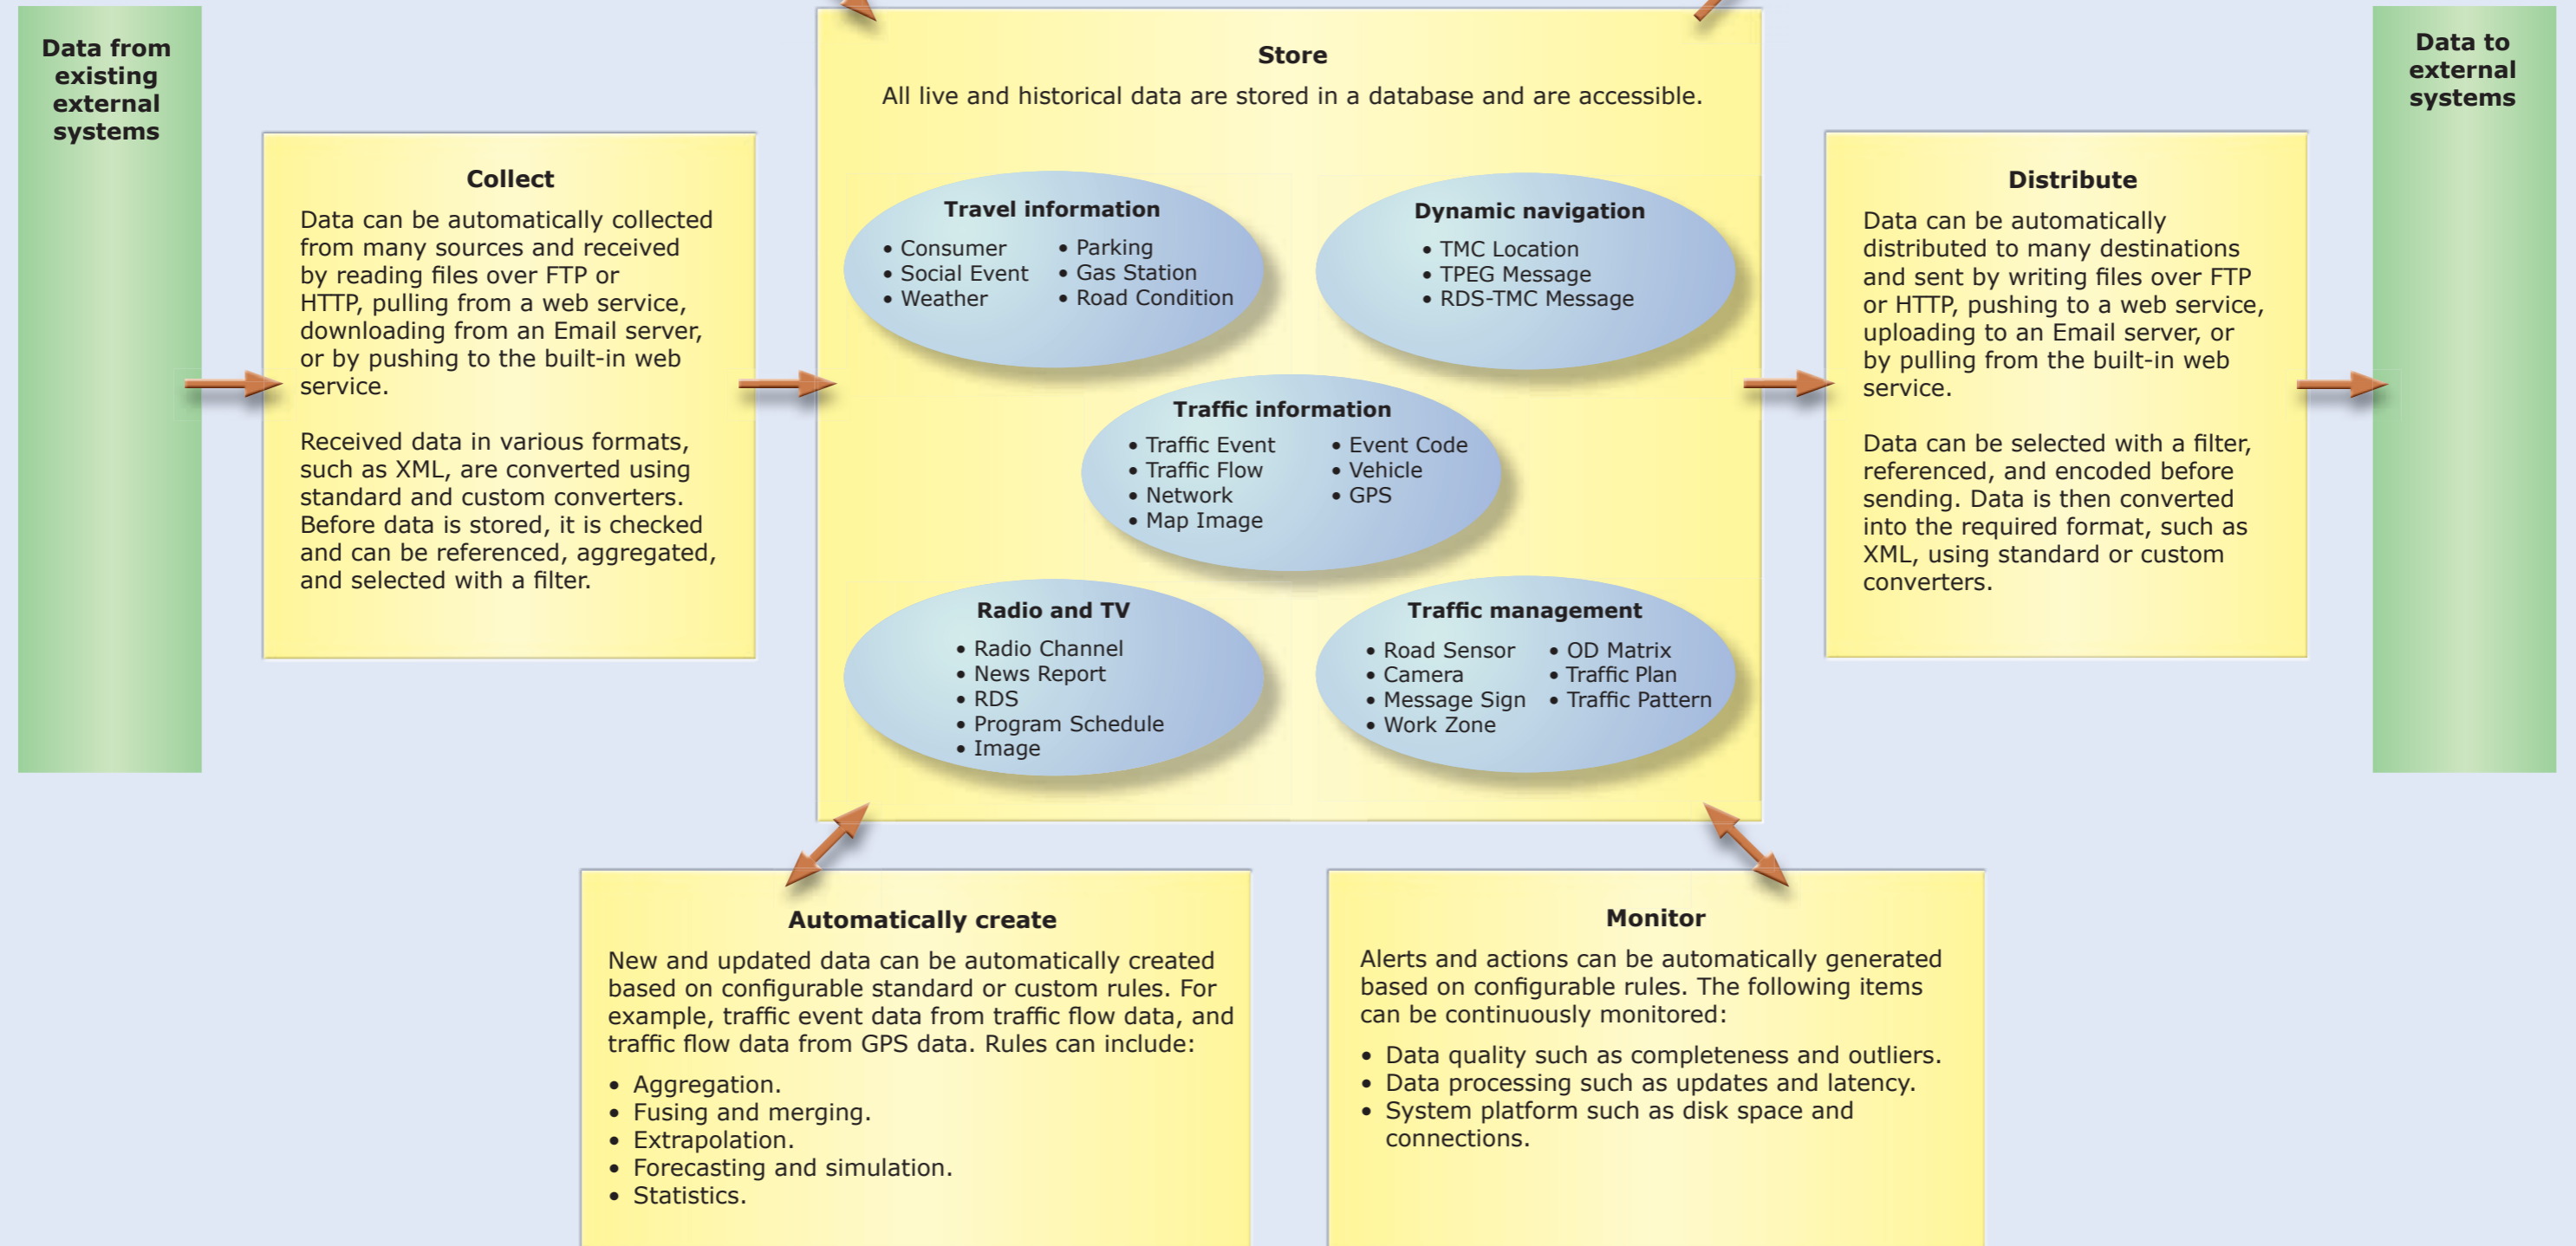 Data from
existing
external
systems
Collect
Data can be automatically collected
from many sources and received
by reading files over FTP or
HTTP, pulling from a web service,
downloading from an Email server,
or by pushing to the built-in web
service.
Received data in various formats,
such as XML, are converted using
standard and custom converters.
Before data is stored, it is checked
and can be referenced, aggregated,
and selected with a filter.
Store
All live and historical data are stored in a database and are accessible.
Travel information
• Consumer
• Social Event
• Weather
• Parking
• Gas Station
• Road Condition
Dynamic navigation
• TMC Location
• TPEG Message
• RDS-TMC Message
Traffic information
• Traffic Event
• Traffic Flow
• Network
• Map Image
• Event Code
• Vehicle
• GPS
Radio and TV
• Radio Channel
• News Report
• RDS
• Program Schedule
• Image
Traffic management
• Road Sensor
• Camera
• Message Sign
• Work Zone
• OD Matrix
• Traffic Plan
• Traffic Pattern
Distribute
Data can be automatically
distributed to many destinations
and sent by writing files over FTP
or HTTP, pushing to a web service,
uploading to an Email server, or
by pulling from the built-in web
service.
Data can be selected with a filter,
referenced, and encoded before
sending. Data is then converted
into the required format, such as
XML, using standard or custom
converters.
Data to
external
systems
Automatically create
New and updated data can be automatically created
based on configurable standard or custom rules. For
example, traffic event data from traffic flow data, and
traffic flow data from GPS data. Rules can include:
• Aggregation.
• Fusing and merging.
• Extrapolation.
• Forecasting and simulation.
• Statistics.
Monitor
Alerts and actions can be automatically generated
based on configurable rules. The following items
can be continuously monitored:
• Data quality such as completeness and outliers.
• Data processing such as updates and latency.
• System platform such as disk space and
connections.